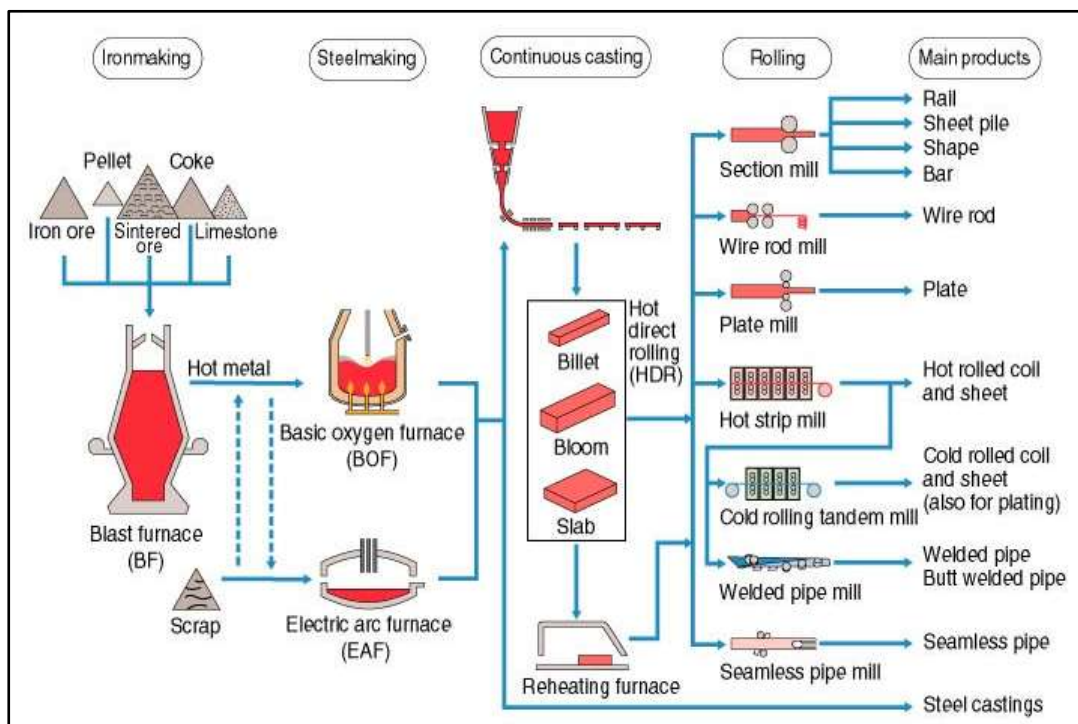 Ironmaking
Steelmaking
Continuous casting
Rolling
Main products
Pellet
Coke
Iron ore
Sintered
ore
Limestone
Hot metal
Blast furnace
(BF)
Scrap
Basic oxygen furnace
(BOF)
Electric arc furnace
(EAF)
Billet
Bloom
Slab
Hot
direct
rolling
(HDR)
Reheating furnace
Section mill
Wire rod mill
Plate mill
Hot strip mill
Cold rolling tandem mill
Welded pipe mill
Seamless pipe mill
Rail
Sheet pile
Shape
Bar
Wire rod
Plate
Hot rolled coil
and sheet
Cold rolled coil
and sheet
(also for plating)
Welded pipe
Butt welded pipe
Seamless pipe
Steel castings